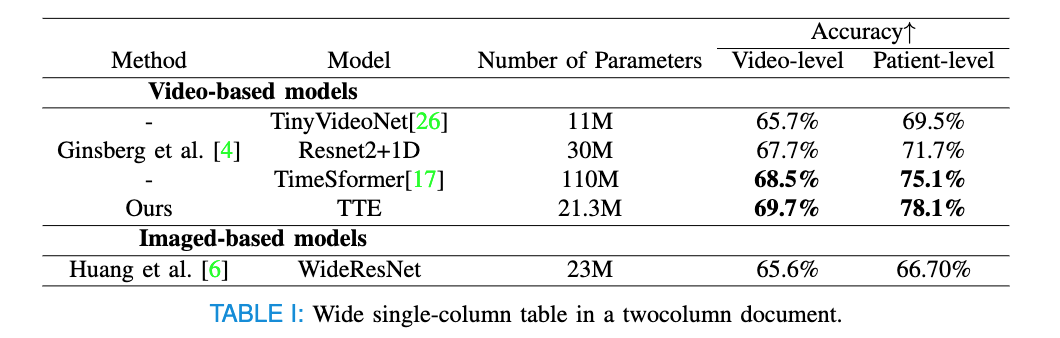 Accuracy↑
Method Model Number of Parameters Video-level Patient-level
Video-based models
- TinyVideoNet[26] 11M 65.7% 69.5%
Ginsberg et al. [4] Resnet2+1D 30M 67.7% 71.7%
- TimeSformer[17] 110M 68.5% 75.1%
Ours TTE 21.3M 69.7% 78.1%
Imaged-based models
Huang et al. [6] WideResNet 23M 65.6% 66.70%
TABLE I: Wide single-column table in a twocolumn document.